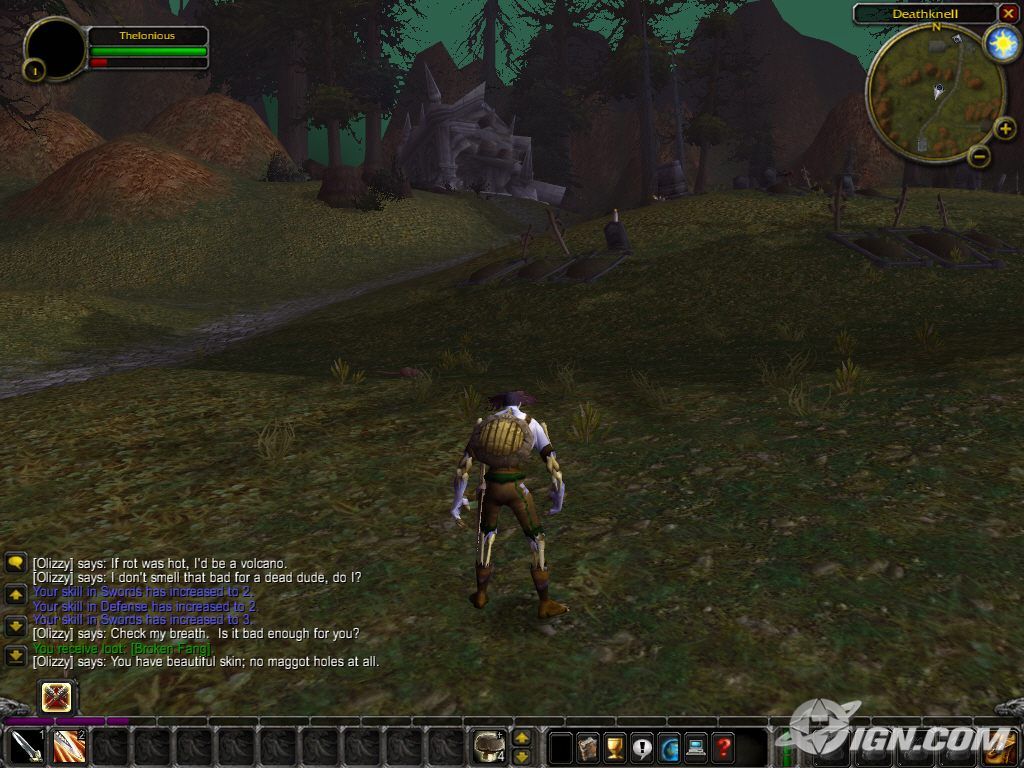 Thelonious
1
Deathknell
N
[Olizzy] says: If rot was hot, I'd be a volcano.
[Olizzy] says: I don't smell that bad for a dead dude, do I?
Your skill in Swords has increased to 2.
Your skill in Defense has increased to 2.
Your skill in Swords has increased to 3.
[Olizzy] says: Check my breath. Is it bad enough for you?
You receive loot: [Broken Fang].
[Olizzy] says: You have beautiful skin; no maggot holes at all.
2
4
IGN.COM